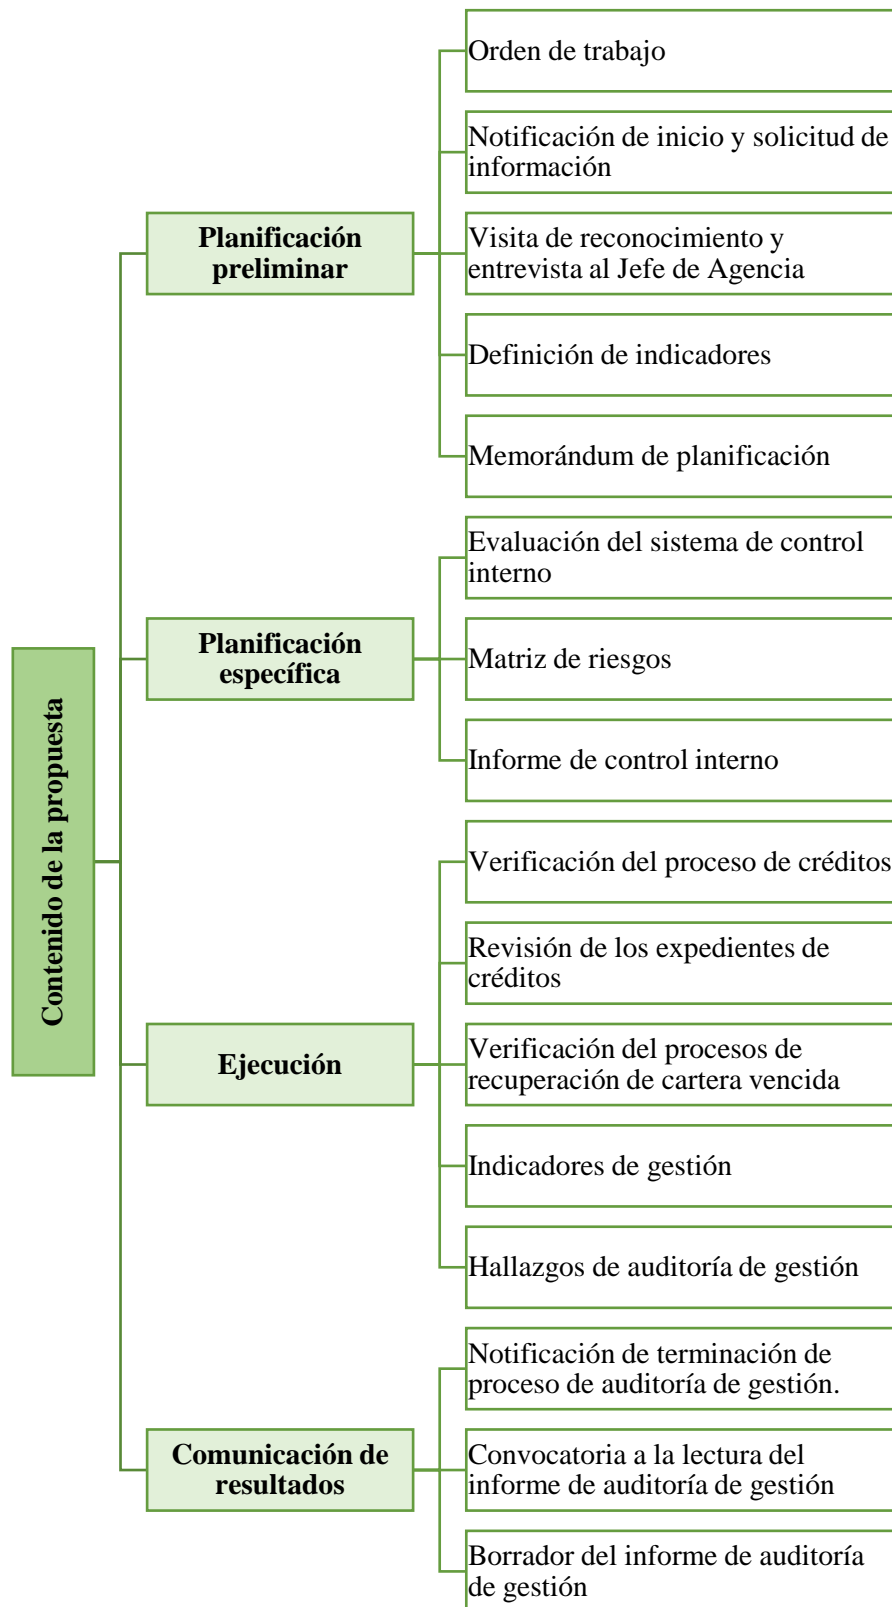 Contenido de la propuesta
Planificación
preliminar
Orden de trabajo
Notificación de inicio y solicitud de
información
Visita de reconocimiento y
entrevista al Jefe de Agencia
Definición de indicadores
Memorándum de planificación
Planificación
específica
Evaluación del sistema de control
interno
Matriz de riesgos
Informe de control interno
Ejecución
Verificación del proceso de créditos
Revisión de los expedientes de
créditos
Verificación del procesos de
recuperación de cartera vencida
Indicadores de gestión
Hallazgos de auditoría de gestión
Comunicación de
resultados
Notificación de terminación de
proceso de auditoría de gestión.
Convocatoria a la lectura del
informe de auditoría de gestión
Borrador del informe de auditoría
de gestión